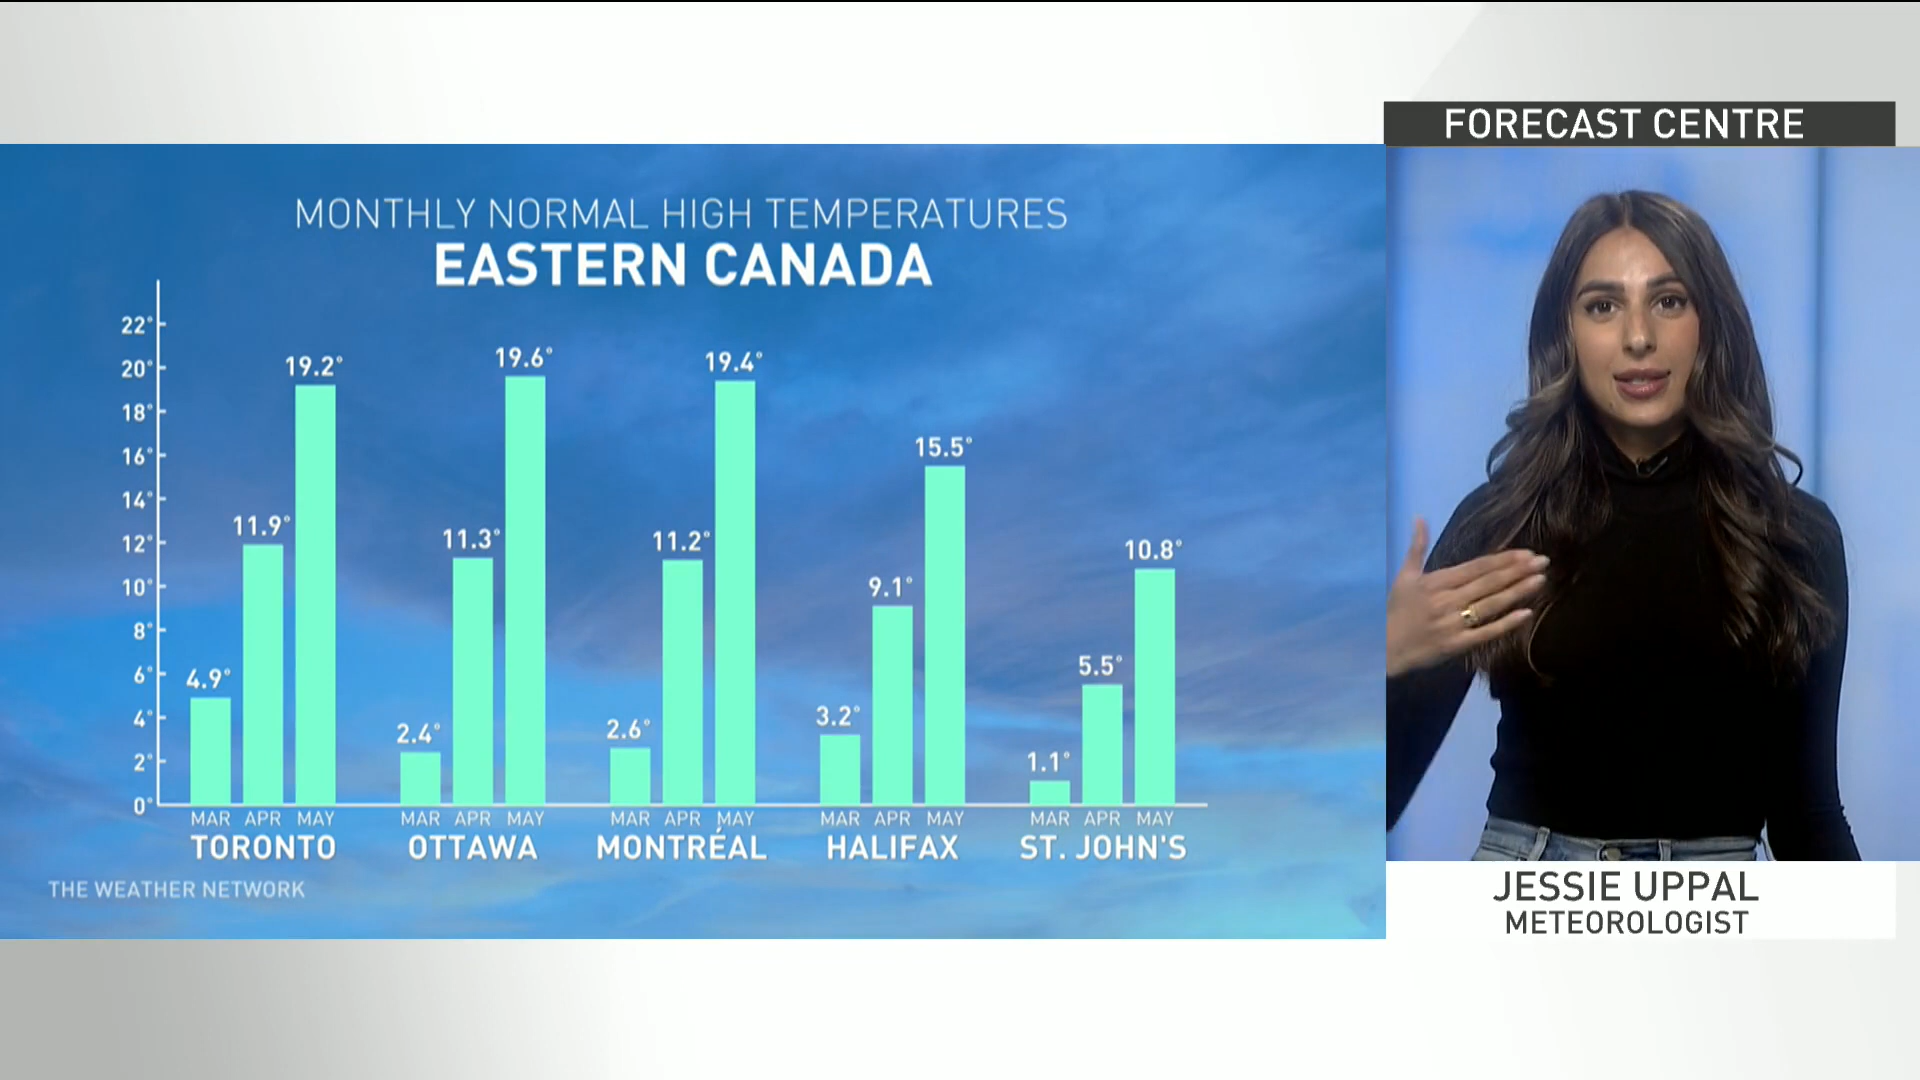 FORECAST CENTRE
MONTHLY NORMAL HIGH TEMPERATURES
EASTERN CANADA
22°
20°
18°
16°
14°
12°
10°
8°
6°
4°
2°
0°
4.9° 11.9° 19.2°
2.4° 11.3° 19.6°
2.6° 11.2° 19.4°
3.2° 9.1° 15.5°
1.1° 5.5° 10.8°
MAR APR MAY MAR APR MAY MAR APR MAY MAR APR MAY MAR APR MAY
TORONTO OTTAWA MONTRÉAL HALIFAX ST. JOHN'S
THE WEATHER NETWORK
JESSIE UPPAL
METEOROLOGIST